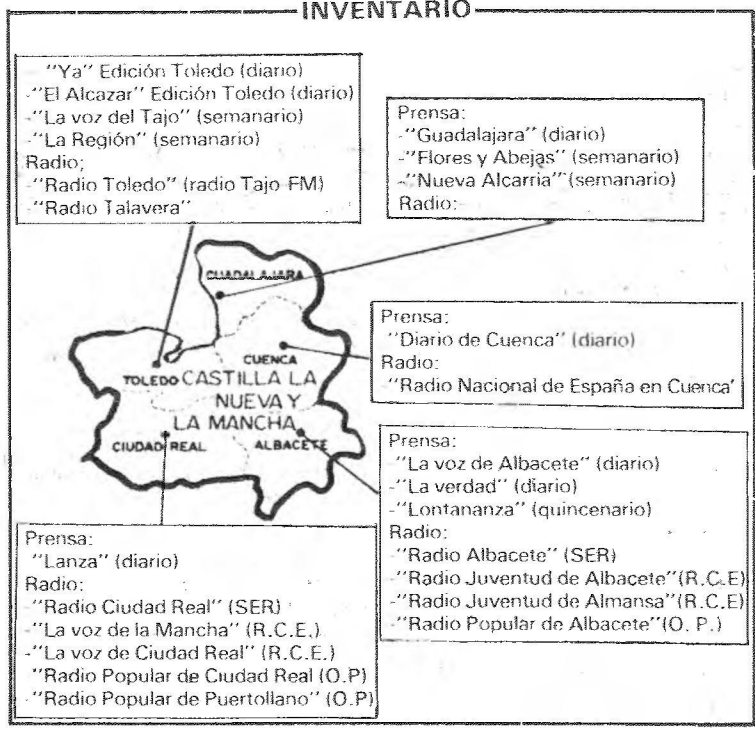 INVENTARIO
"Ya" Edición Toledo (diario)
-"El Alcazar" Edición Toledo (diario)
-"La voz del Tajo" (semanario)
-"La Región" (semanario)
Radio;
-"Radio Toledo" (radio Tajo FM)
-"Radio Talavera"
Prensa:
-"Guadalajara" (diario)
-"Flores y Abejas" (semanario)
-"Nueva Alcarria" (semanario)
Radio:-
GUADALAJARA
CUENCA
TOLEDO CASTILLA LA
NUEVA Y
LA MANCHA
CIUDAD REAL
ALBACETE
Prensa:
"Diario de Cuenca" (diario)
Radio:
"Radio Nacional de España en Cuenca'
Prensa:
-"La voz de Albacete" (diario)
-"La verdad" (diario)
-"Lontananza" (quincenario)
Radio:
-"Radio Albacete" (SER)
-"Radio Juventud de Albacete"(R.C.E)
-"Radio Juventud de Almansa"(R.C.E)
-"Radio Popular de Albacete"(O. P.)
Prensa:
"Lanza" (diario)
Radio:
-"Radio Ciudad Real" (SER)
-"La voz de la Mancha" (R.C.E.)
-"La voz de Ciudad Real" (R.C.E.)
"Radio Popular de Ciudad Real (O.P)
-"Radio Popular de Puertollano" (O.P)